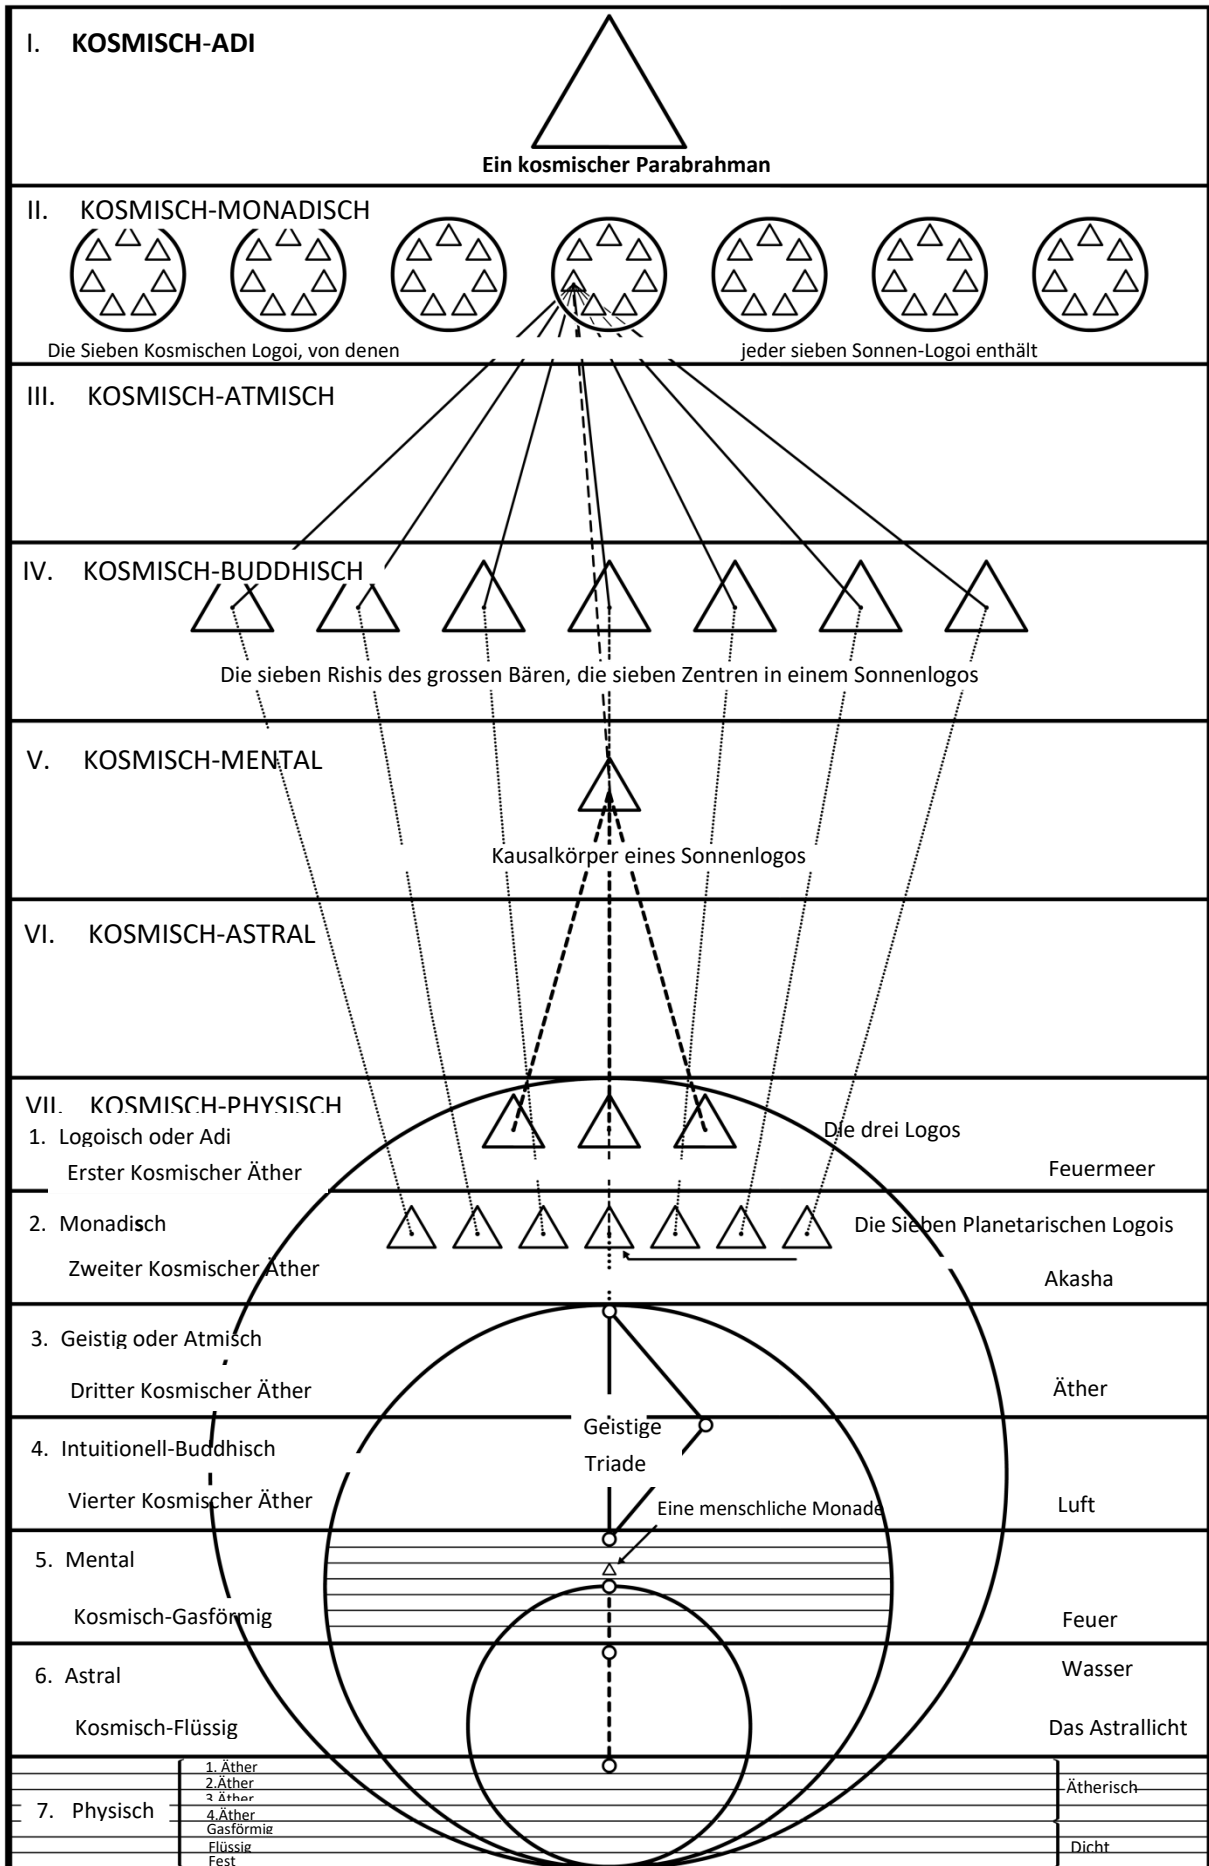 I. KOSMISCH-ADI
Ein kosmischer Parabrahman
II. KOSMISCH-MONADISCH
Die Sieben Kosmischen Logoi, von denen jeder sieben Sonnen-Logoi enthält
III. KOSMISCH-ATMISCH
IV. KOSMISCH-BUDDHISCH
Die sieben Rishis des grossen Bären, die sieben Zentren in einem Sonnenlogos
V. KOSMISCH-MENTAL
Kausalkörper eines Sonnenlogos
VI. KOSMISCH-ASTRAL
VII. KOSMISCH-PHYSISCH
1. Logoisch oder Adi
Die drei Logos
Erster Kosmischer Äther
Feuermeer
2. Monadisch
Die Sieben Planetarischen Logois
Zweiter Kosmischer Äther
Akasha
3. Geistig oder Atmisch
Dritter Kosmischer Äther
Äther
Geistige
Triade
4. Intuitionell-Buddhisch
Vierter Kosmischer Äther
Eine menschliche Monade
Luft
5. Mental
Kosmisch-Gasförmig
Feuer
6. Astral
Wasser
Kosmisch-Flüssig
Das Astrallicht
7. Physisch
1. Äther
2.Äther
3 Äther
4.Äther
Gasförmig
Flüssig
Fest
Ätherisch
Dicht